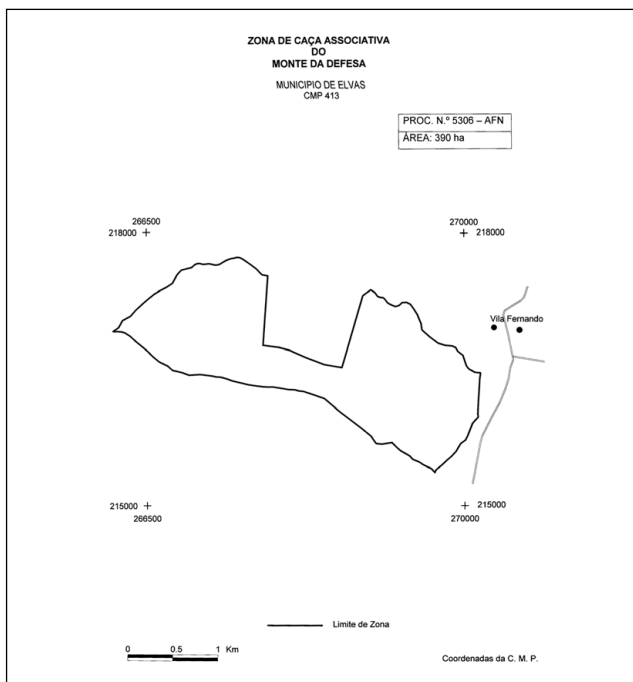 ZONA DE CAÇA ASSOCIATIVA
DO
MONTE DA DEFESA
MUNICIPIO DE ELVAS
CMP 413
PROC. N.º 5306 – AFN
ÁREA: 390 ha
266500
218000
270000
218000
Vila Fernando
215000
266500
215000
270000
Limite de Zona
0 0.5 1 Km
Coordenadas da C. M. P.